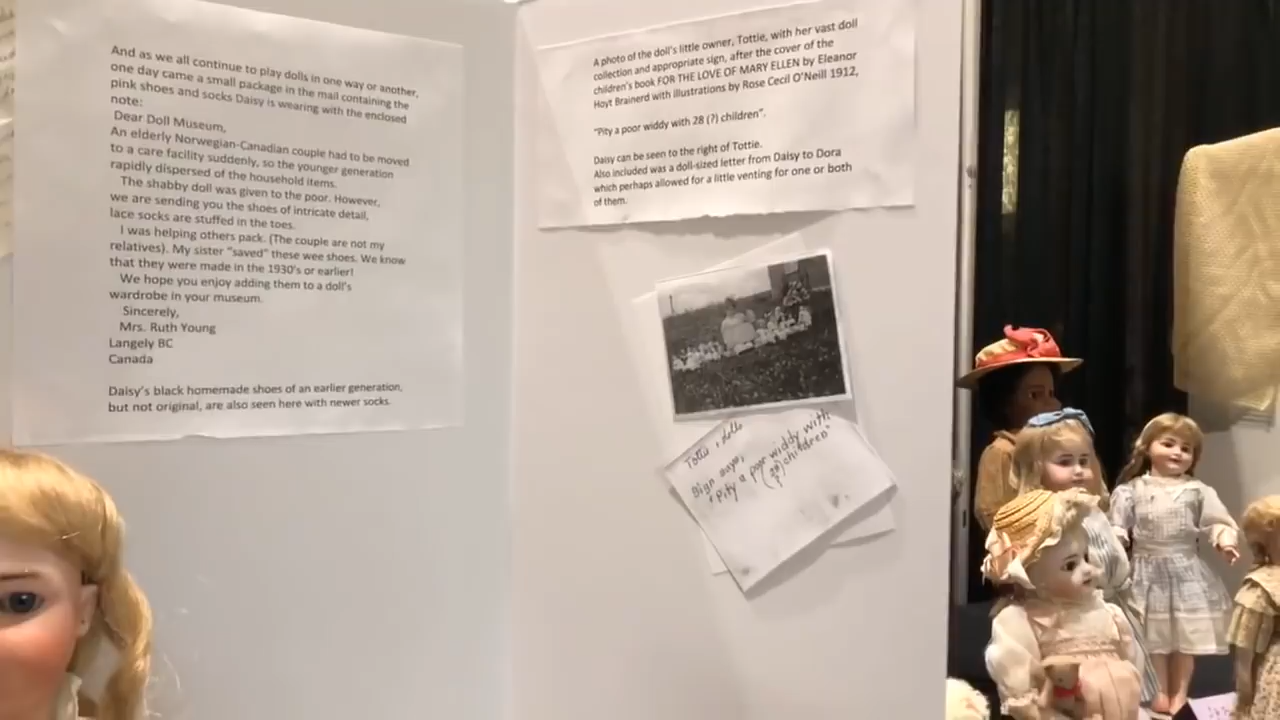 And as we all continue to play dolls in one way or another,
one day came a small package in the mail containing the
pink shoes and socks Daisy is wearing with the enclosed
note:
Dear Doll Museum,
An elderly Norwegian-Canadian couple had to be moved
to a care facility suddenly, so the younger generation
rapidly dispersed of the household items.
The shabby doll was given to the poor. However,
we are sending you the shoes of intricate detail,
lace socks are stuffed in the toes.
I was helping others pack. (The couple are not my
relatives). My sister "saved" these wee shoes. We know
that they were made in the 1930's or earlier!
We hope you enjoy adding them to a doll's
wardrobe in your museum.
Sincerely,
Mrs. Ruth Young
Langely BC
Canada
Daisy's black homemade shoes of an earlier generation,
but not original, are also seen here with newer socks.
A photo of the doll's little owner, Tottie, with her vast doll
collection and appropriate sign, after the cover of the
children's book FOR THE LOVE OF MARY ELLEN by Eleanor
Hoyt Brainerd with illustrations by Rose Cecil O'Neill 1912,
"Pity a poor widdy with 28 (?) children".
Daisy can be seen to the right of Tottie.
Also included was a doll-sized letter from Daisy to Dora
which perhaps allowed for a little venting for one or both
of them.
Tottie & dolls
Sign says,
"Pity a poor widdy with
(28) children"
?